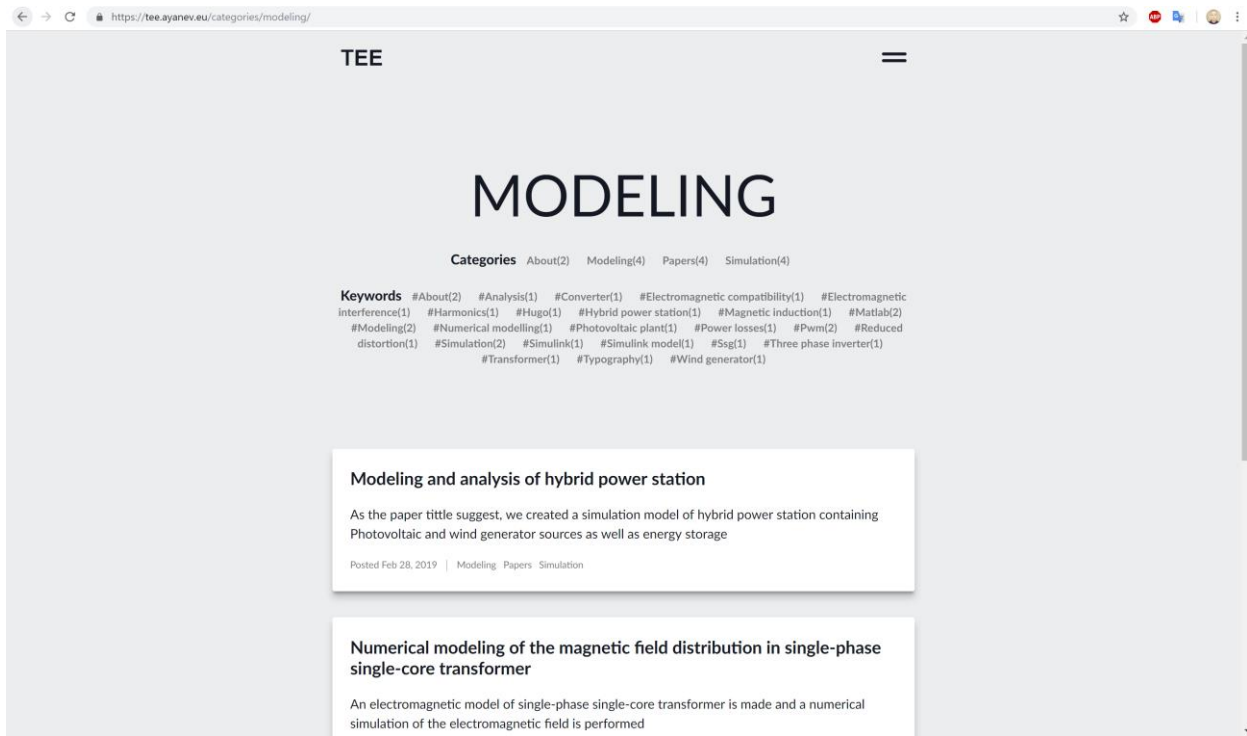 https://tee.ayanev.eu/categories/modeling/
ABP
TEE
MODELING
Categories About(2) Modeling(4) Papers(4) Simulation(4)
Keywords #About(2) #Analysis(1) #Converter(1) #Electromagnetic compatibility(1) #Electromagnetic
interference(1) #Harmonics(1) #Hugo(1) #Hybrid power station(1) #Magnetic induction(1) #Matlab(2)
#Modeling(2) #Numerical modelling(1) #Photovoltaic plant(1) #Power losses(1) #Pwm(2) #Reduced
distortion(1) #Simulation(2) #Simulink(1) #Simulink model(1) #Ssg(1) #Three phase inverter(1)
#Transformer(1) #Typography(1) #Wind generator(1)
Modeling and analysis of hybrid power station
As the paper tittle suggest, we created a simulation model of hybrid power station containing
Photovoltaic and wind generator sources as well as energy storage
Posted Feb 28, 2019 | Modeling Papers Simulation
Numerical modeling of the magnetic field distribution in single-phase
single-core transformer
An electromagnetic model of single-phase single-core transformer is made and a numerical
simulation of the electromagnetic field is performed